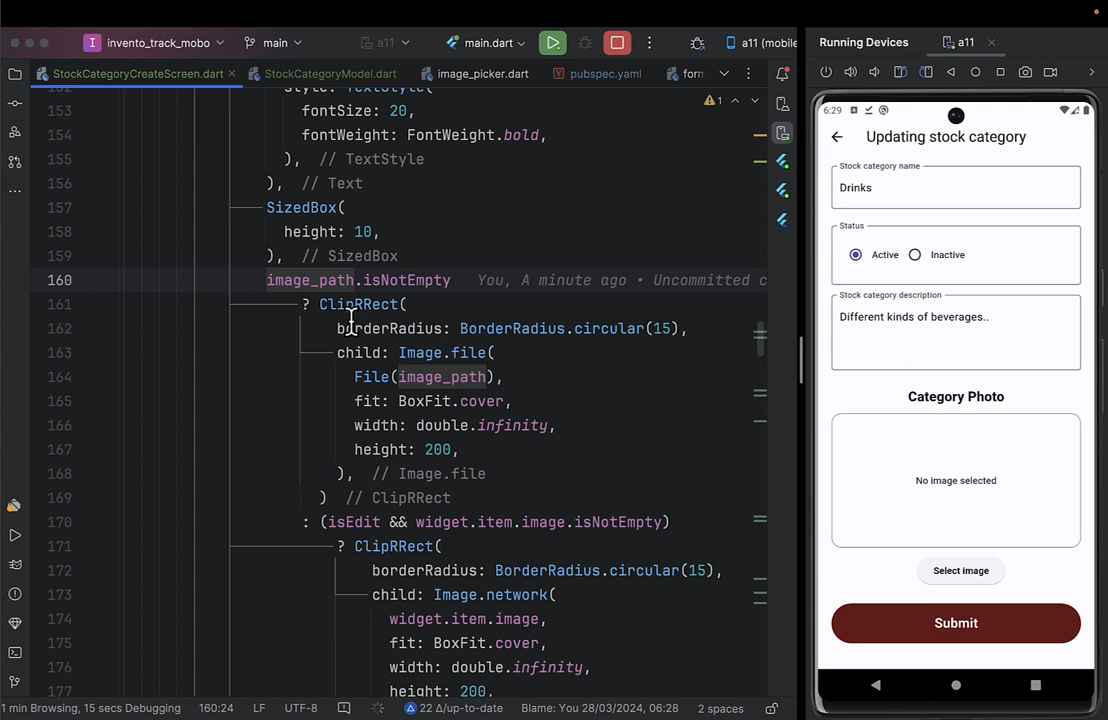 invento_track_mobo
main
a11
main.dart
a11 (mobile
Running Devices
a11
StockCategoryCreateScreen.dart
StockCategoryModel.dart
image_picker.dart
pubspec.yaml
forr
1
style: TextStyle(
153 fontSize: 20,
154 fontWeight: FontWeight.bold,
155 ), // TextStyle
156 ), // Text
157 SizedBox(
158 height: 10,
159 ), // SizedBox
160 image_path.isNotEmpty You, A minute ago • Uncommitted c
161 ? ClipRRect(
162 borderRadius: BorderRadius.circular(15),
163 child: Image.file(
164 File(image_path),
165 fit: BoxFit.cover,
166 width: double.infinity,
167 height: 200,
168 ), // Image.file
169 ) // ClipRRect
170 : (isEdit && widget.item.image.isNotEmpty)
171 ? ClipRRect(
172 borderRadius: BorderRadius.circular(15),
173 child: Image.network(
174 widget.item.image,
175 fit: BoxFit.cover,
176 width: double.infinity,
177 height: 200,
1 min Browsing, 15 secs Debugging
160:24
LF
UTF-8
22 Δ/up-to-date
Blame: You 28/03/2024, 06:28
2 spaces
6:29
Updating stock category
Stock category name
Drinks
Status
Active
Inactive
Stock category description
Different kinds of beverages..
Category Photo
No image selected
Select image
Submit